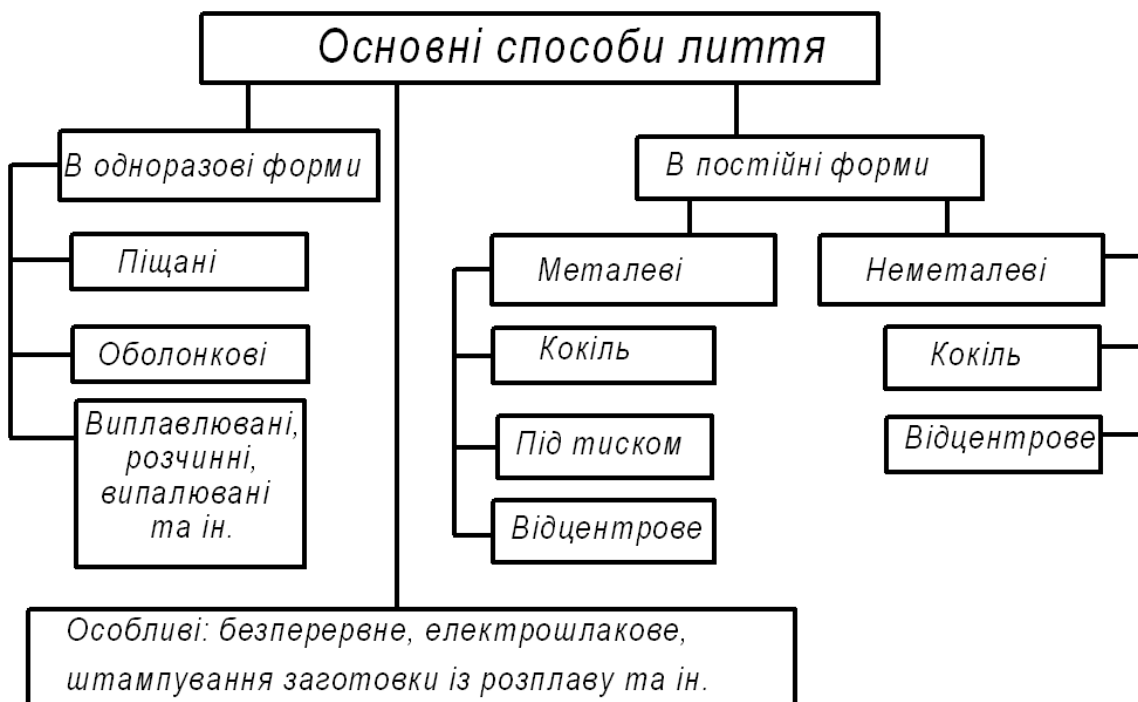 Основні способи лиття
В одноразові форми
Піщані
Оболонкові
Виплавлювані,
розчинні,
випалювані
та ін.
В постійні форми
Металеві
Кокіль
Під тиском
Відцентрове
Неметалеві
Кокіль
Відцентрове
Особливі: безперервне, електрошлакове,
штампування заготовки із розплаву та ін.